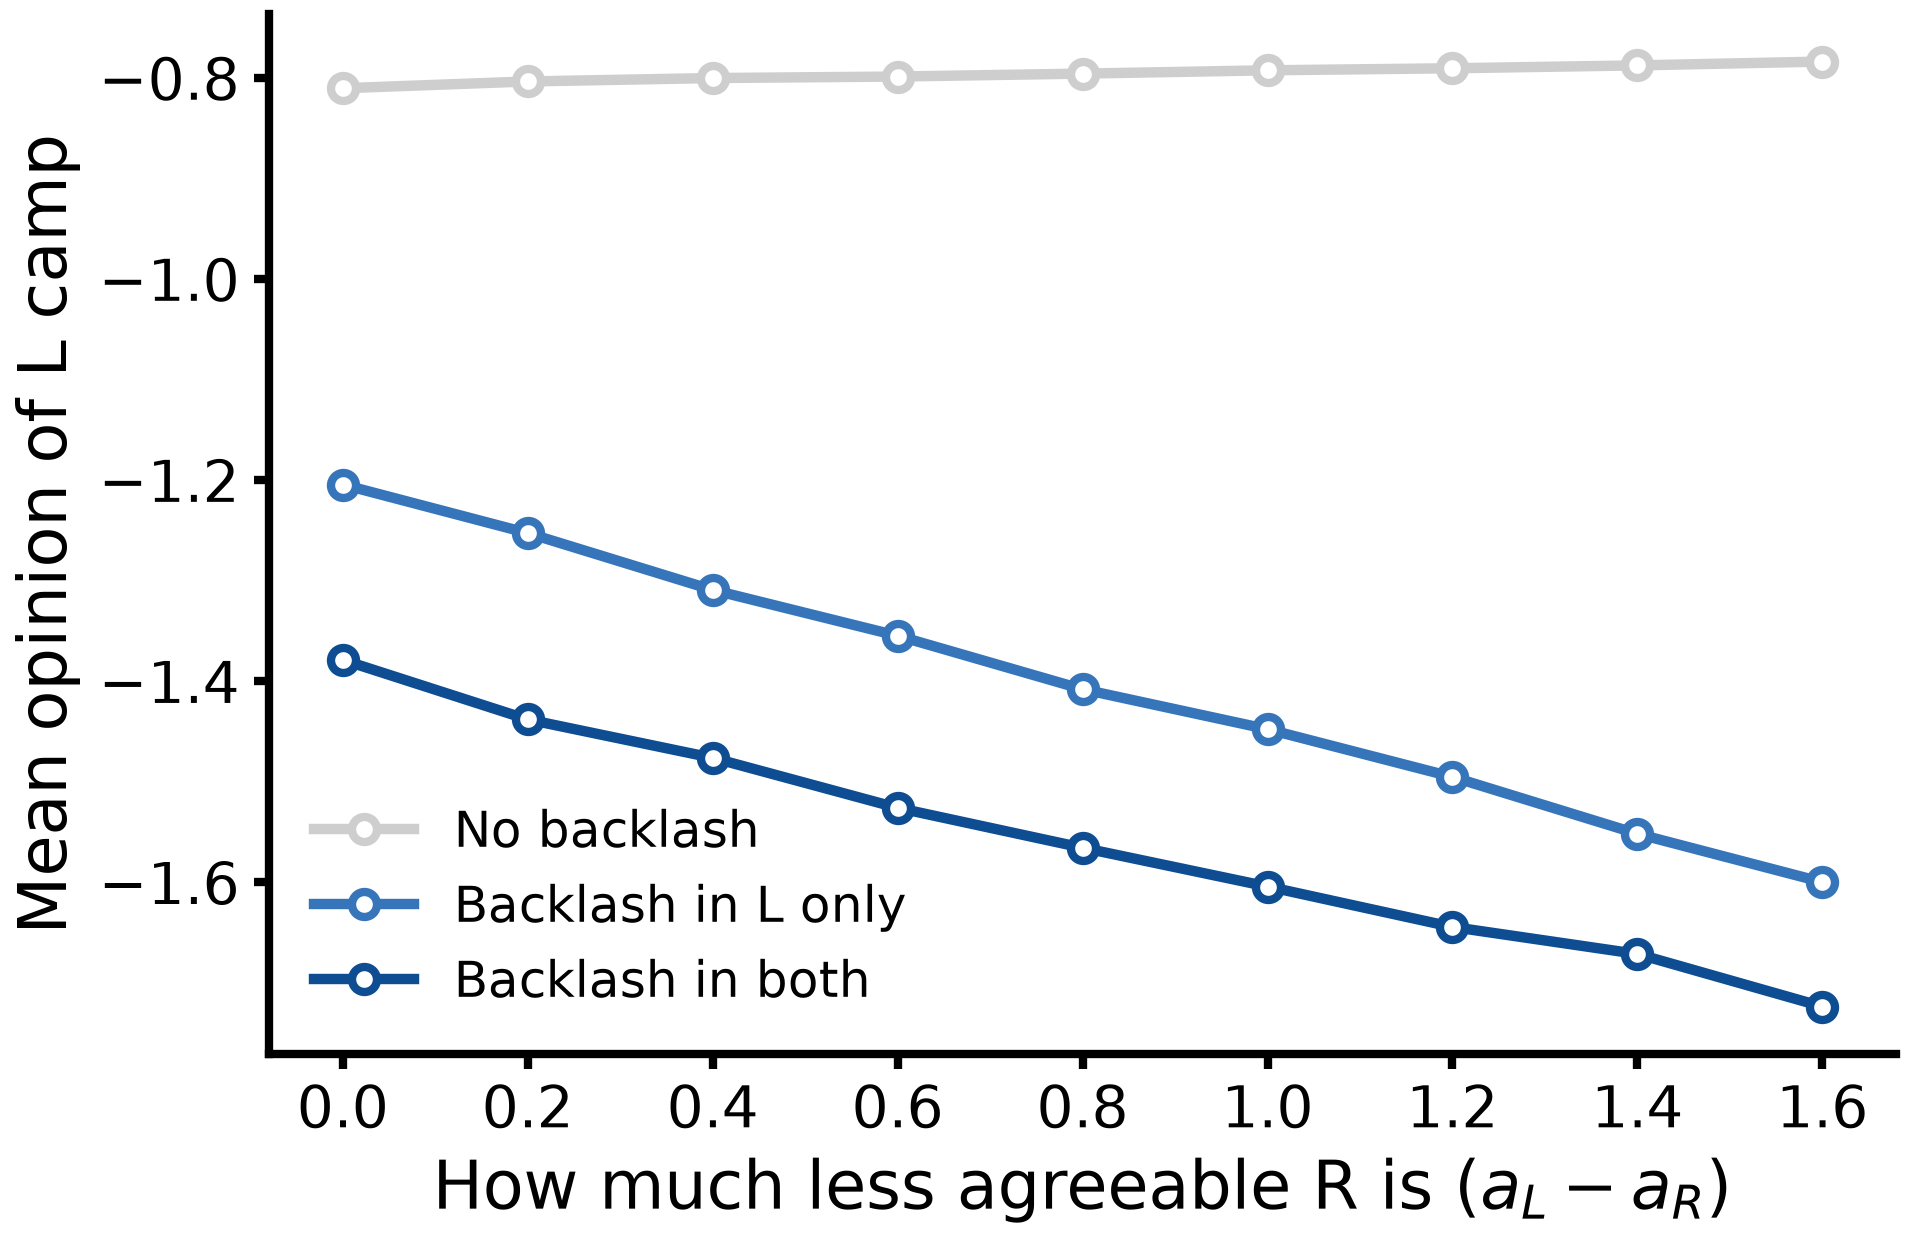 Mean opinion of L camp
−0.8
−1.0
−1.2
−1.4
−1.6
No backlash
Backlash in L only
Backlash in both
0.0 0.2 0.4 0.6 0.8 1.0 1.2 1.4 1.6
How much less agreeable R is (a_L − a_R)